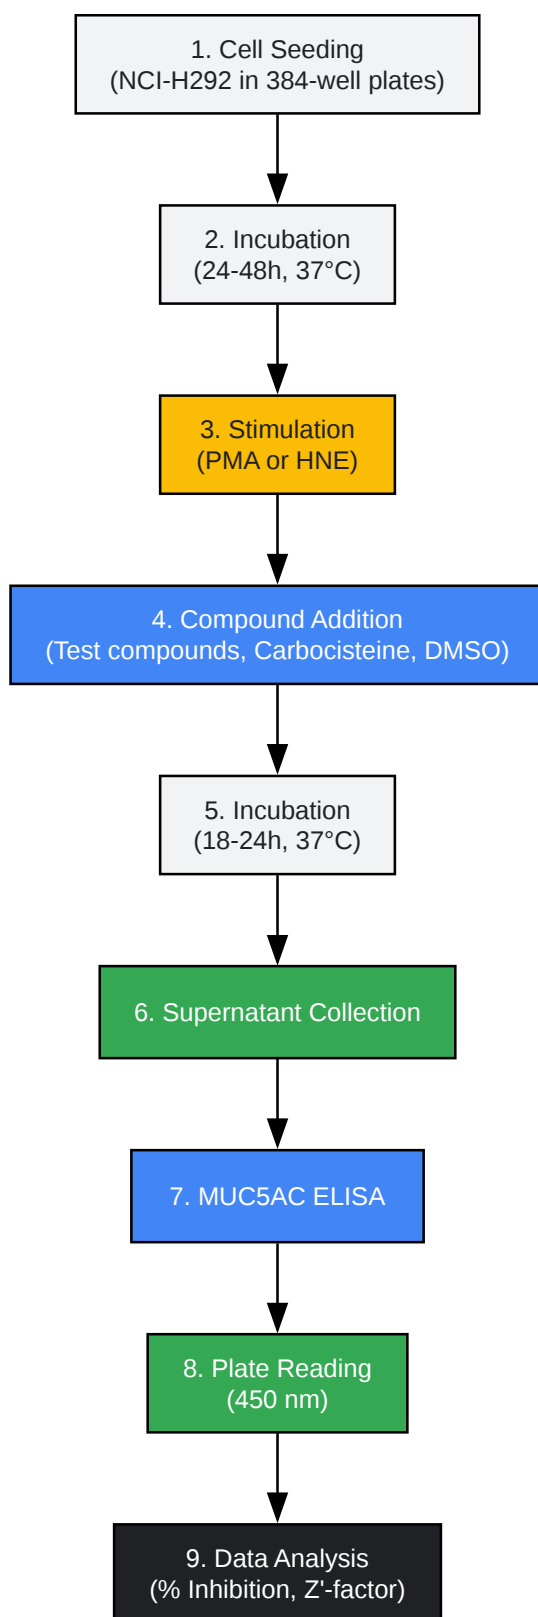 1. Cell Seeding
(NCI-H292 in 384-well plates)
2. Incubation
(24-48h, 37°C)
3. Stimulation
(PMA or HNE)
4. Compound Addition
(Test compounds, Carbocisteine, DMSO)
5. Incubation
(18-24h, 37°C)
6. Supernatant Collection
7. MUC5AC ELISA
8. Plate Reading
(450 nm)
9. Data Analysis
(% Inhibition, Z'-factor)